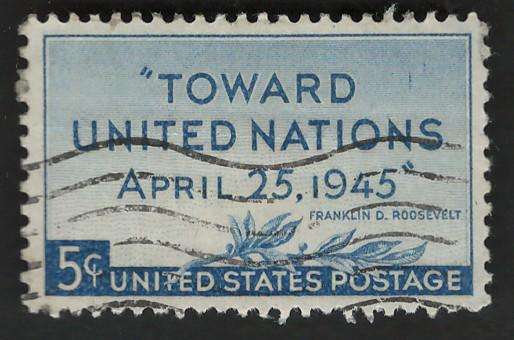 "TOWARD
UNITED NATIONS
APRIL 25, 1945"
FRANKLIN D. ROOSEVELT
5¢ UNITED STATES POSTAGE